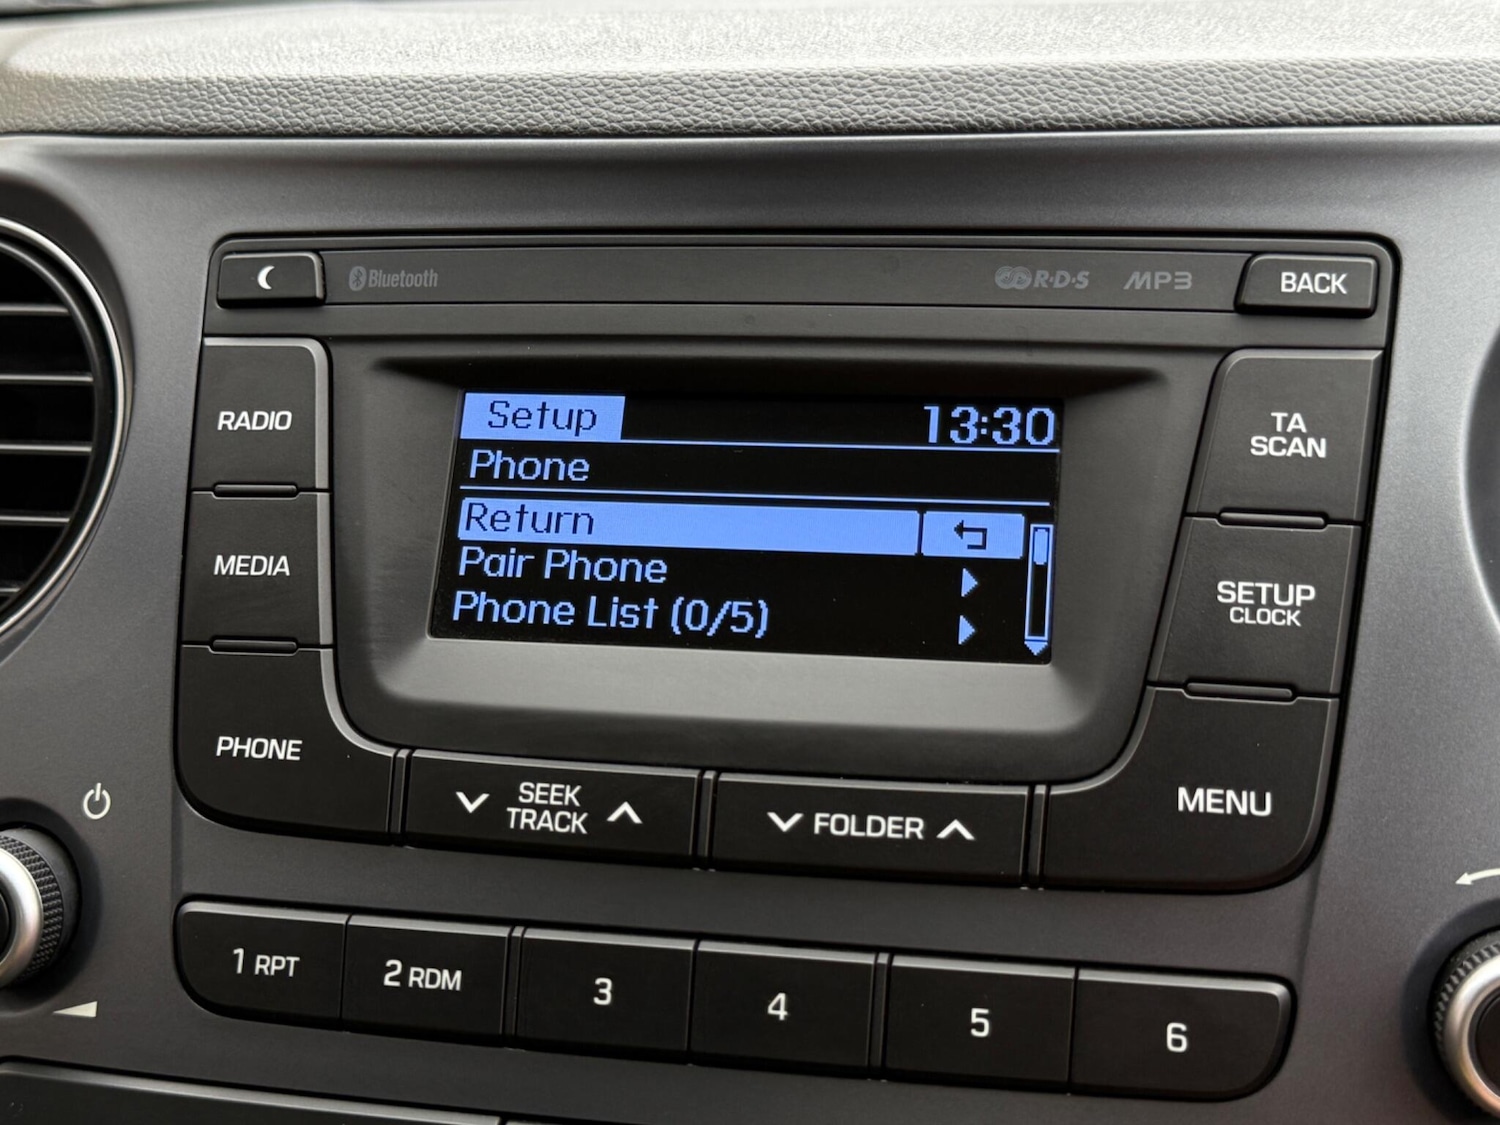 Bluetooth
R·D·S
MP3
BACK
RADIO
MEDIA
PHONE
Setup
13:30
Phone
Return
Pair Phone
Phone List (0/5)
TA
SCAN
SETUP
CLOCK
MENU
SEEK
TRACK
FOLDER
1 RPT
2 RDM
3
4
5
6